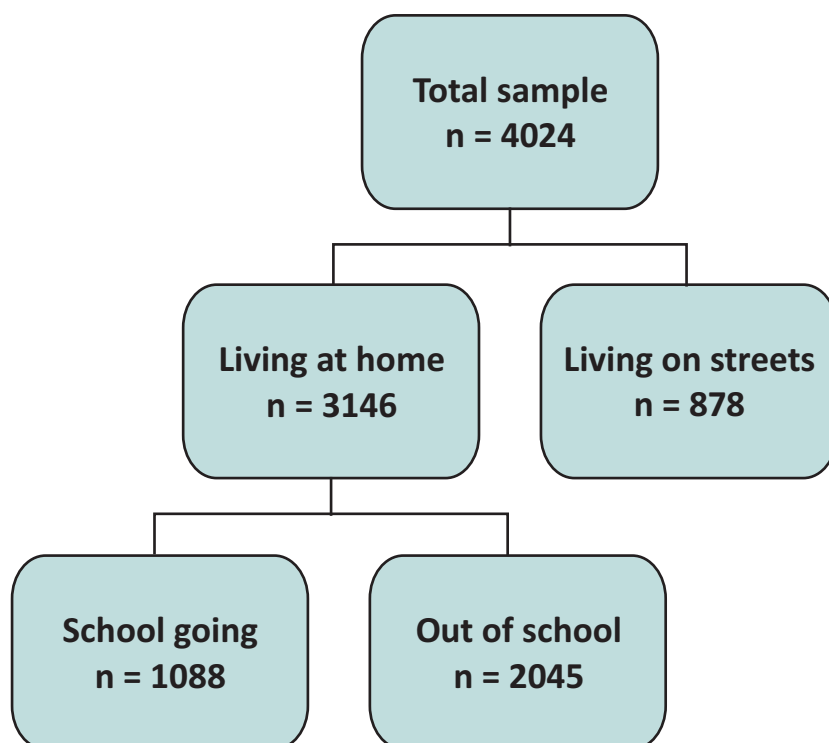 Total sample
n = 4024
Living at home
n = 3146
Living on streets
n = 878
School going
n = 1088
Out of school
n = 2045